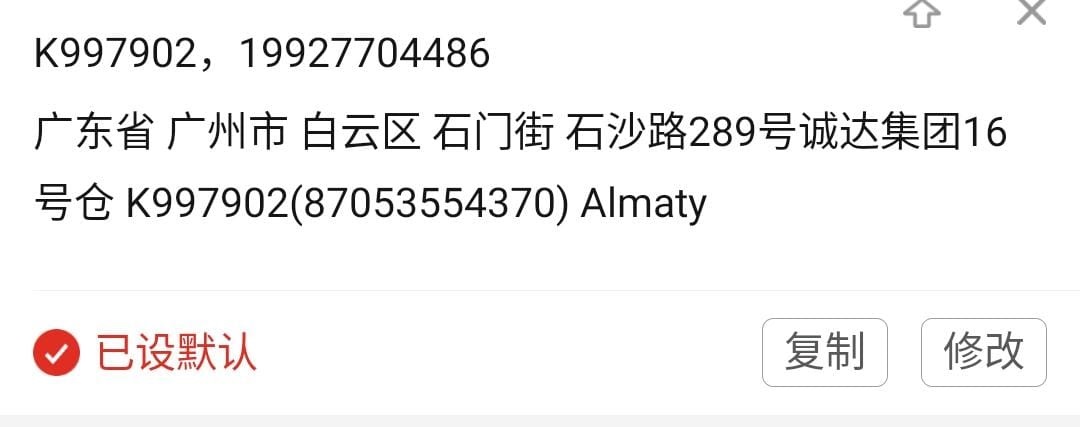 K997902，19927704486
广东省 广州市 白云区 石门街 石沙路289号诚达集团16
号仓 K997902(87053554370) Almaty
已设默认
复制
修改